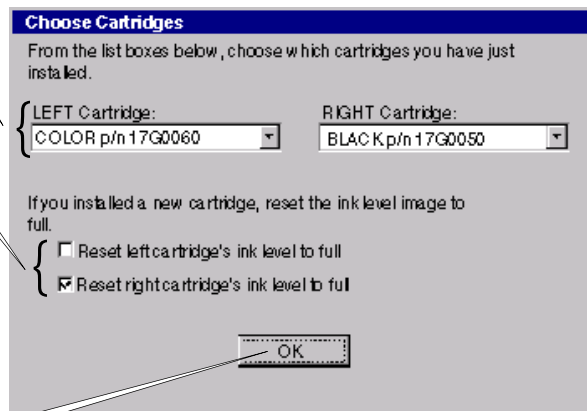 Choose Cartridges
From the list boxes below, choose which cartridges you have just
installed.
LEFT Cartridge:
RIGHT Cartridge:
COLOR p/n 17G0060
BLACK p/n 17G0050
If you installed a new cartridge, reset the ink level image to
full.
Reset left cartridge's ink level to full
Reset right cartridge's ink level to full
OK